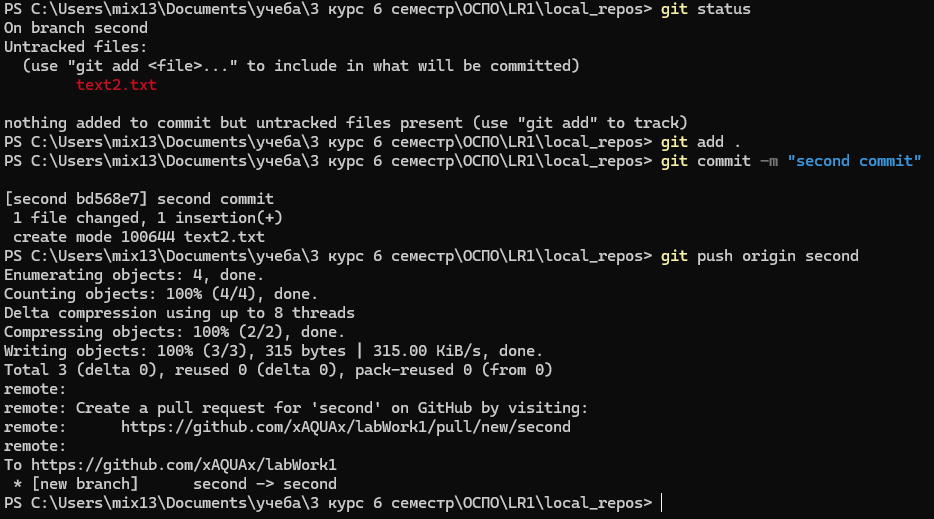 PS C:\Users\mix13\Documents\учеба\3 курс 6 семестр\ОСПО\LR1\local_repos> git status
On branch second
Untracked files:
  (use "git add <file>..." to include in what will be committed)
        text2.txt

nothing added to commit but untracked files present (use "git add" to track)
PS C:\Users\mix13\Documents\учеба\3 курс 6 семестр\ОСПО\LR1\local_repos> git add .
PS C:\Users\mix13\Documents\учеба\3 курс 6 семестр\ОСПО\LR1\local_repos> git commit -m "second commit"

[second bd568e7] second commit
 1 file changed, 1 insertion(+)
 create mode 100644 text2.txt
PS C:\Users\mix13\Documents\учеба\3 курс 6 семестр\ОСПО\LR1\local_repos> git push origin second
Enumerating objects: 4, done.
Counting objects: 100% (4/4), done.
Delta compression using up to 8 threads
Compressing objects: 100% (2/2), done.
Writing objects: 100% (3/3), 315 bytes | 315.00 KiB/s, done.
Total 3 (delta 0), reused 0 (delta 0), pack-reused 0 (from 0)
remote:
remote: Create a pull request for 'second' on GitHub by visiting:
remote:      https://github.com/xAQUAx/labWork1/pull/new/second
remote:
To https://github.com/xAQUAx/labWork1
 * [new branch]      second -> second
PS C:\Users\mix13\Documents\учеба\3 курс 6 семестр\ОСПО\LR1\local_repos>